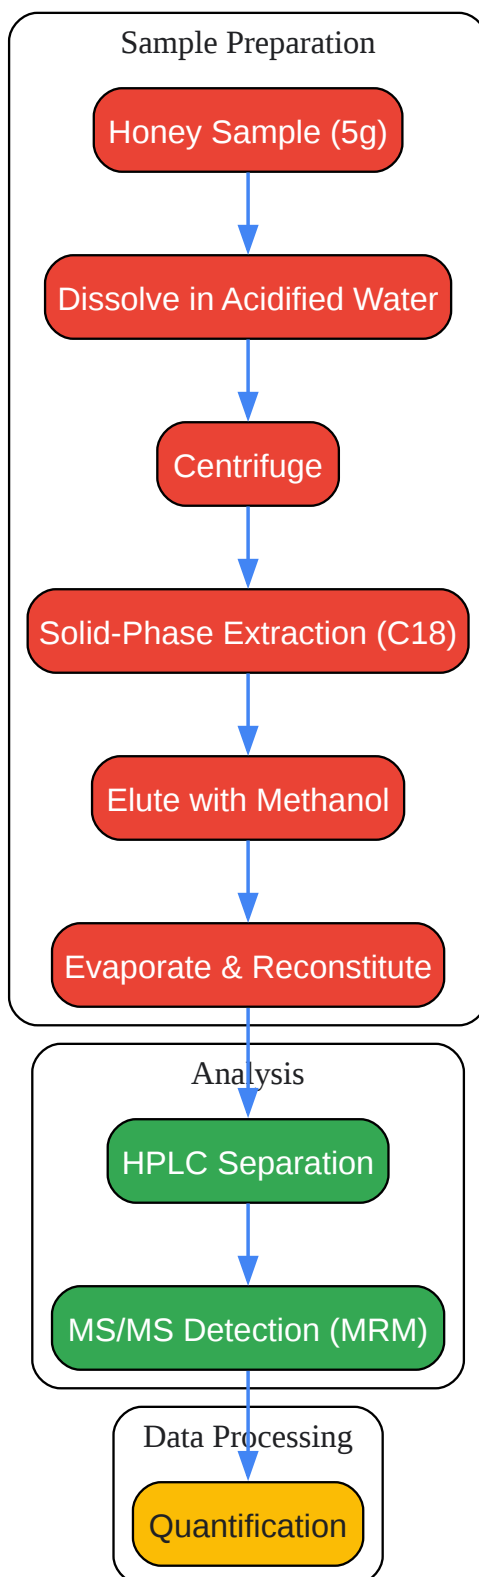 Sample Preparation
Honey Sample (5g)
Dissolve in Acidified Water
Centrifuge
Solid-Phase Extraction (C18)
Elute with Methanol
Evaporate & Reconstitute
Analysis
HPLC Separation
MS/MS Detection (MRM)
Data Processing
Quantification